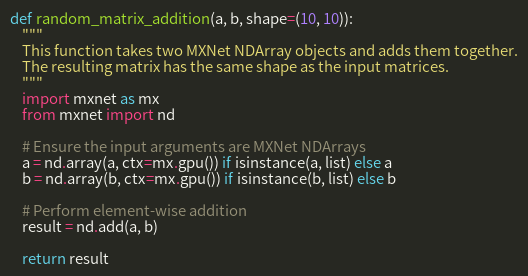 def random_matrix_addition(a, b, shape=(10, 10)):
"""
This function takes two MXNet NDArray objects and adds them together.
The resulting matrix has the same shape as the input matrices.
"""
import mxnet as mx
from mxnet import nd
# Ensure the input arguments are MXNet NDArrays
a = nd.array(a, ctx=mx.gpu()) if isinstance(a, list) else a
b = nd.array(b, ctx=mx.gpu()) if isinstance(b, list) else b
# Perform element-wise addition
result = nd.add(a, b)
return result